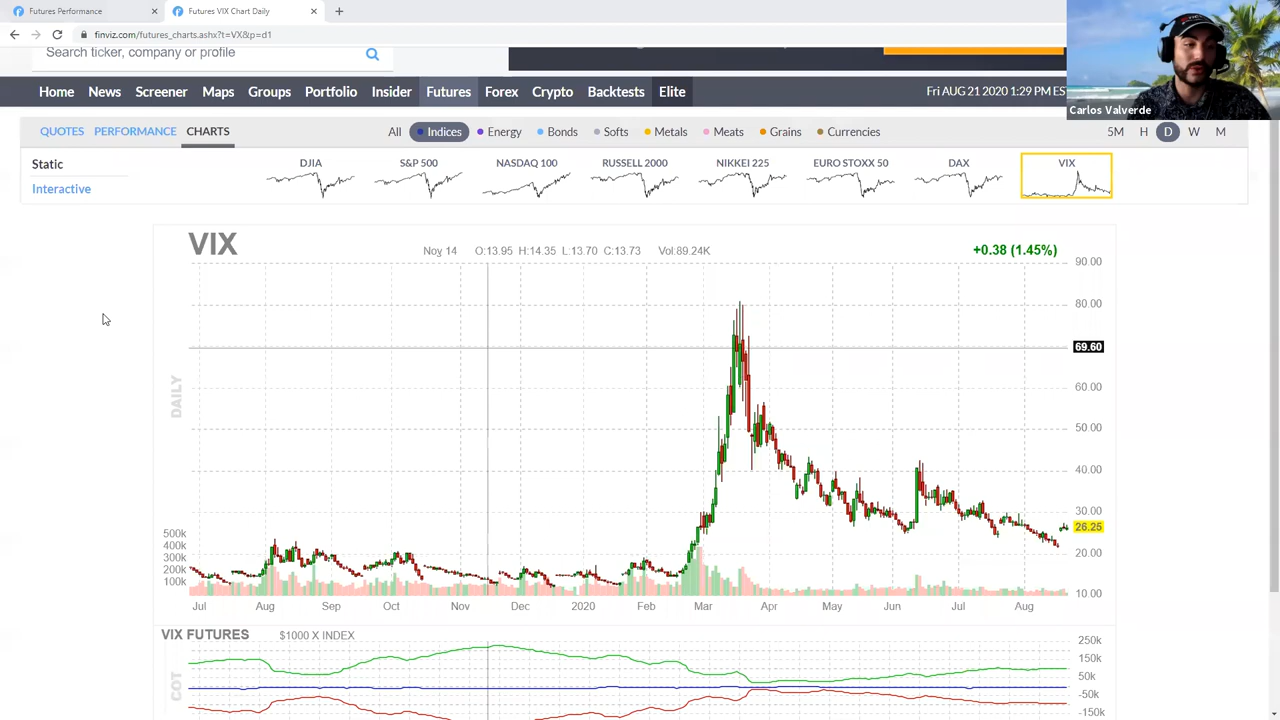 Futures Performance
Futures VIX Chart Daily
finviz.com/futures_charts.ashx?t=VX&p=d1
Search ticker, company or profile
Home News Screener Maps Groups Portfolio Insider Futures Forex Crypto Backtests Elite
Fri AUG 21 2020 1:29 PM ES
Carlos Valverde
QUOTES PERFORMANCE CHARTS
All Indices Energy Bonds Softs Metals Meats Grains Currencies
5M H D W M
Static
Interactive
DJIA S&P 500 NASDAQ 100 RUSSELL 2000 NIKKEI 225 EURO STOXX 50 DAX VIX
VIX
Nov 14 O:13.95 H:14.35 L:13.70 C:13.73 Vol:89.24K
+0.38 (1.45%)
90.00
80.00
69.60
60.00
50.00
40.00
30.00
26.25
20.00
10.00
DAILY
500k
400k
300k
200k
100k
Jul Aug Sep Oct Nov Dec 2020 Feb Mar Apr May Jun Jul Aug
VIX FUTURES $1000 X INDEX
COT
250k
150k
50k
-50k
-150k